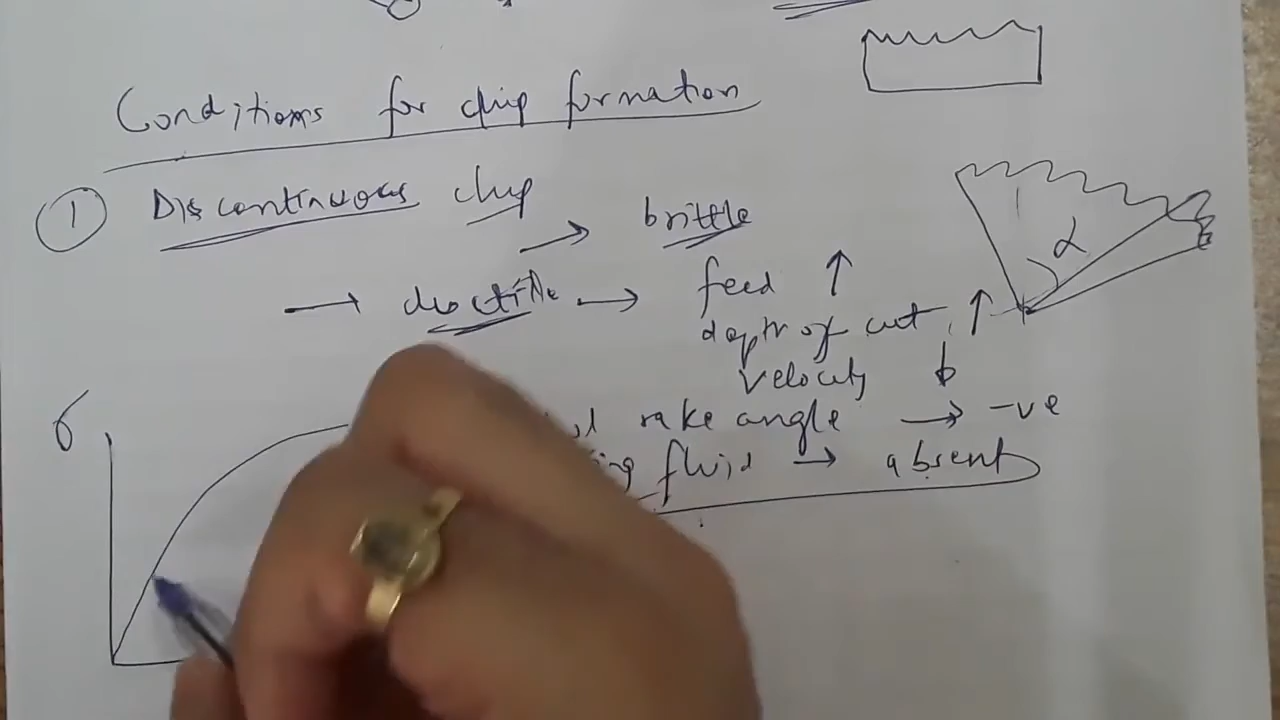 Conditions for chip formation
① Discontinuous chip
→ brittle
→ ductile → feed ↑
depth of cut ↑
velocity ↓
rake angle → -ve
fluid → absent
α
σ